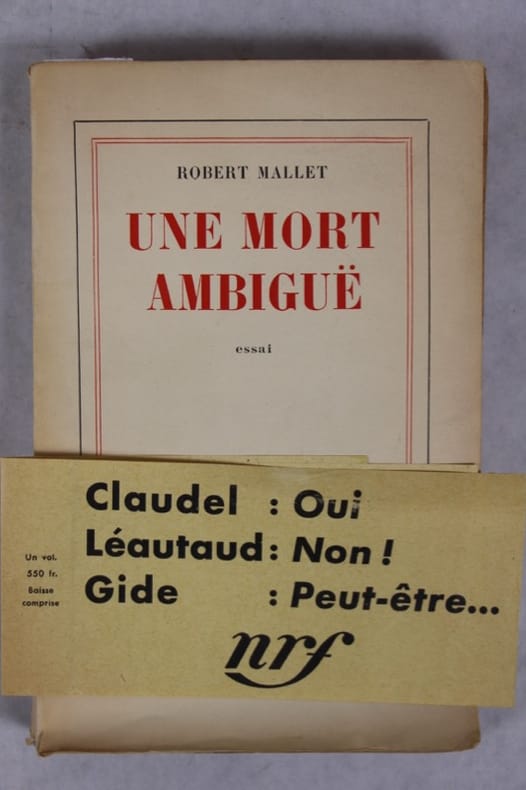 ROBERT MALLET
UNE MORT
AMBIGUË
essai
Claudel : Oui
Léautaud : Non !
Gide : Peut-être...
Un vol.
550 fr.
Baisse
comprise
nrf